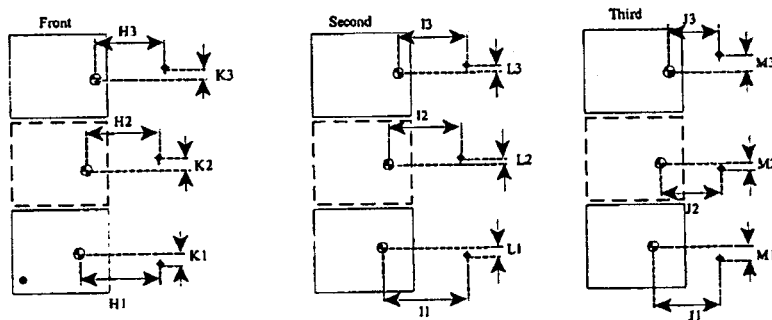 Front
Second
Third
H3
I3
J3
K3
L3
M3
H2
I2
K2
L2
M2
J2
K1
L1
M1
H1
I1
J1